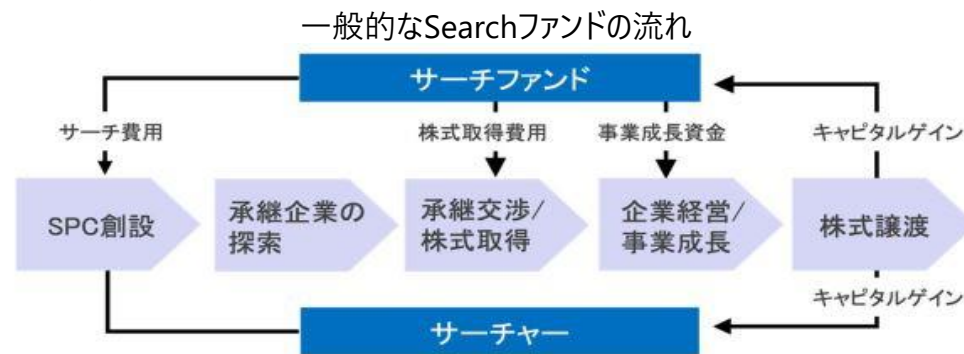 一般的なSearchファンドの流れ
サーチファンド
サーチ費用
株式取得費用
事業成長資金
キャピタルゲイン
SPC創設
承継企業の
探索
承継交渉/
株式取得
企業経営/
事業成長
株式譲渡
キャピタルゲイン
サーチャー